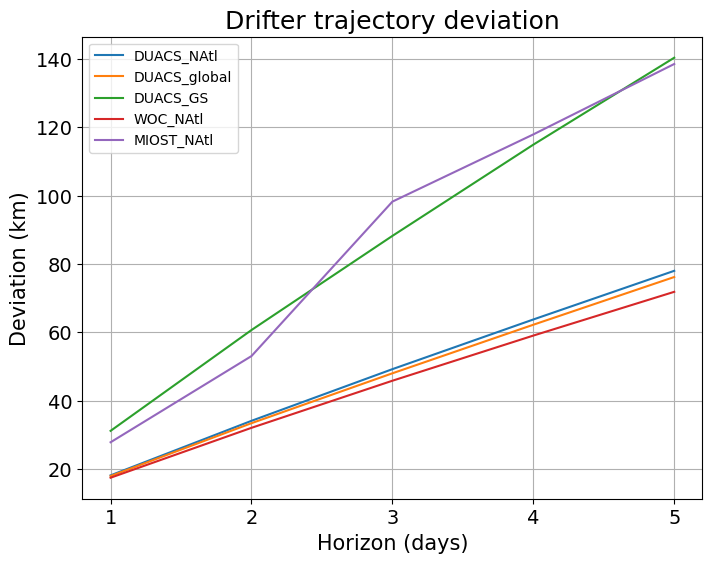 Drifter trajectory deviation
DUACS_NAtl
DUACS_global
DUACS_GS
WOC_NAtl
MIOST_NAtl
140
120
100
80
60
40
20
Deviation (km)
1 2 3 4 5
Horizon (days)